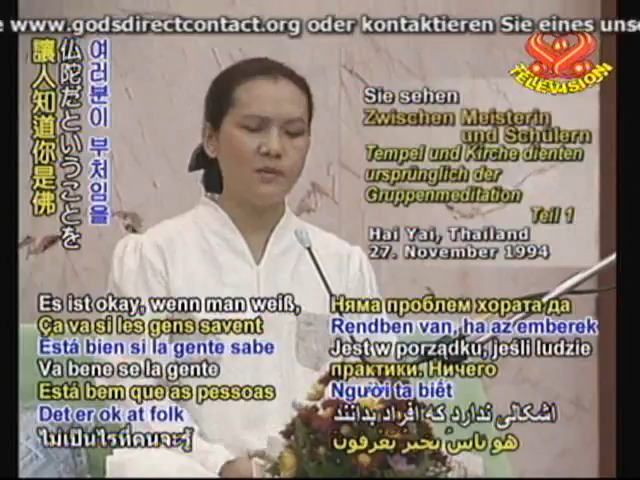 e www.godsdirectcontact.org oder kontaktieren Sie eines unse
TELEVISION
여러분이 부처임을
仏陀だということを
讓人知道你是佛
Sie sehen
Zwischen Meisterin
und Schülern
Tempel und Kirche dienten
ursprünglich der
Gruppenmeditation
Teil 1
Hai Yai, Thailand
27. November 1994
Es ist okay, wenn man weiß,
Ça va si les gens savent
Está bien si la gente sabe
Va bene se la gente
Está bem que as pessoas
Det er ok at folk
ไม่เป็นไรที่คนจะรู้
Няма проблем хората да
Rendben van, ha az emberek
Jest w porządku, jeśli ludzie
практики. Ничего
Người ta biết
اشکالی ندارد که افراد بدانند